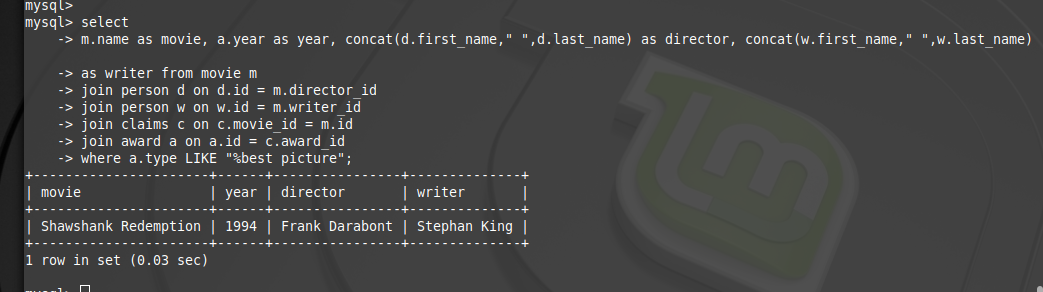 mysql>
mysql> select
    -> m.name as movie, a.year as year, concat(d.first_name," ",d.last_name) as director, concat(w.first_name," ",w.last_name)
    -> as writer from movie m
    -> join person d on d.id = m.director_id
    -> join person w on w.id = m.writer_id
    -> join claims c on c.movie_id = m.id
    -> join award a on a.id = c.award_id
    -> where a.type LIKE "%best picture";
+----------------------+------+----------------+--------------+
| movie                | year | director       | writer       |
+----------------------+------+----------------+--------------+
| Shawshank Redemption | 1994 | Frank Darabont | Stephan King |
+----------------------+------+----------------+--------------+
1 row in set (0.03 sec)
mysql>